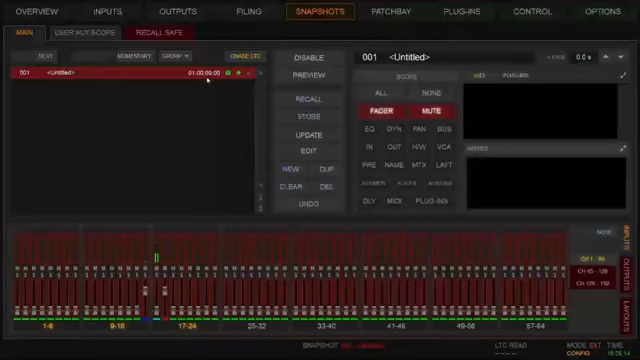 OVERVIEW INPUTS OUTPUTS FILING SNAPSHOTS PATCHBAY PLUG-INS CONTROL OPTIONS
MAIN USER AUX SCOPE RECALL SAFE
NEXT MOMENTARY GROUP CHASE LTC
001 <Untitled> 01:00:00:00
DISABLE
PREVIEW
RECALL
STORE
UPDATE
EDIT
NEW DUP
CLEAR DEL
UNDO
001 <Untitled> X-FADE 0.0 s
SCOPE
ALL NONE
FADER MUTE
EQ DYN PAN BUS
IN OUT H/W VCA
PRE NAME MTX LAYT
DLY MIDI PLUG-INS
MIDI PLUG-INS
NOTES
NONE
CH 1 - 64
CH 65 - 128
CH 128 - 192
INPUTS
OUTPUTS
LAYOUTS
1-8 9-16 17-24 25-32 33-40 41-48 49-56 57-64
SNAPSHOT LTC READ MODE EXT TIME
CONFIG